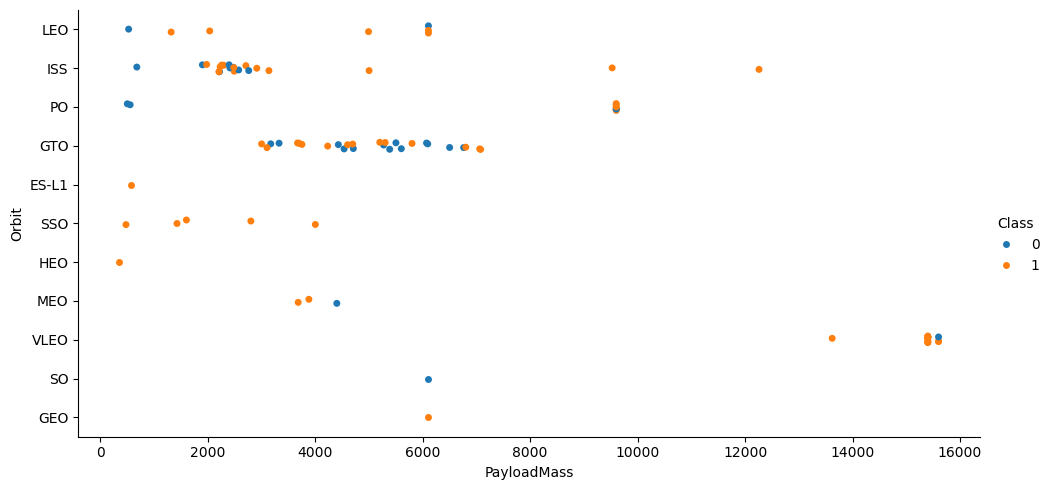 LEO
ISS
PO
GTO
ES-L1
SSO
HEO
MEO
VLEO
SO
GEO
Orbit
0 2000 4000 6000 8000 10000 12000 14000 16000
PayloadMass
Class
0
1